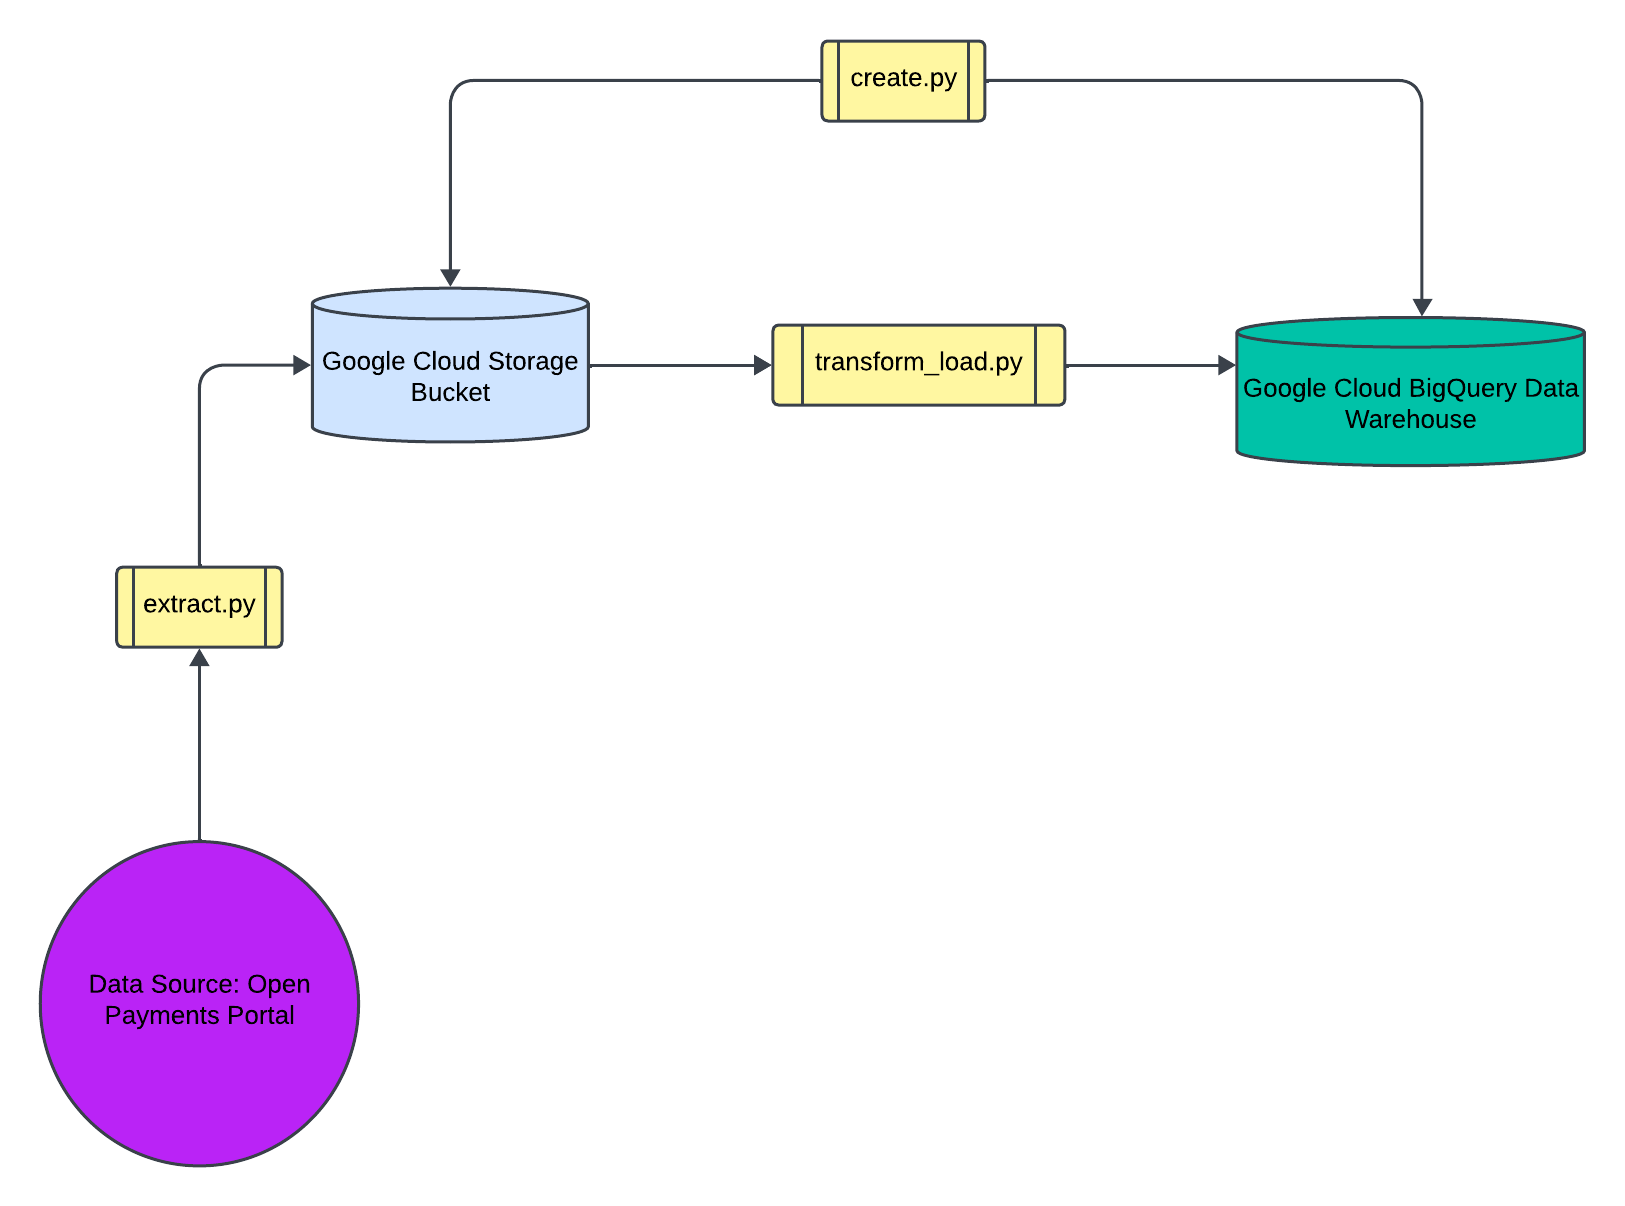 create.py
Google Cloud Storage
Bucket
transform_load.py
Google Cloud BigQuery Data
Warehouse
extract.py
Data Source: Open
Payments Portal